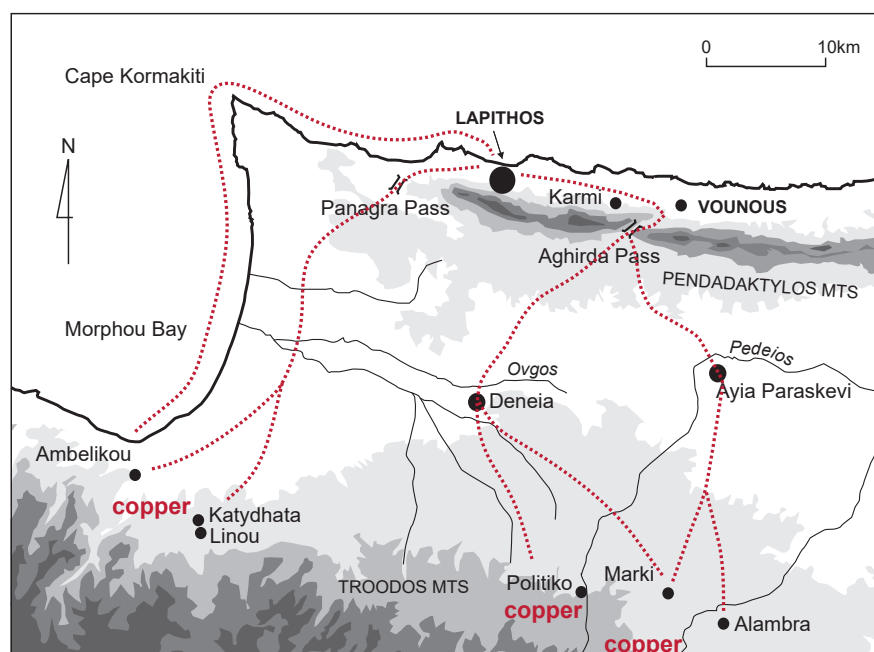 0 10km
Cape Kormakiti
LAPITHOS
N
Panagra Pass
Karmi
VOUNOUS
Aghirda Pass
PENDADAKTYLOS MTS
Morphou Bay
Pedeios
Ovgos
Deneia
Ayia Paraskevi
Ambelikou
copper
Katydhata
Linou
TROODOS MTS
Politiko
Marki
copper
Alambra
copper